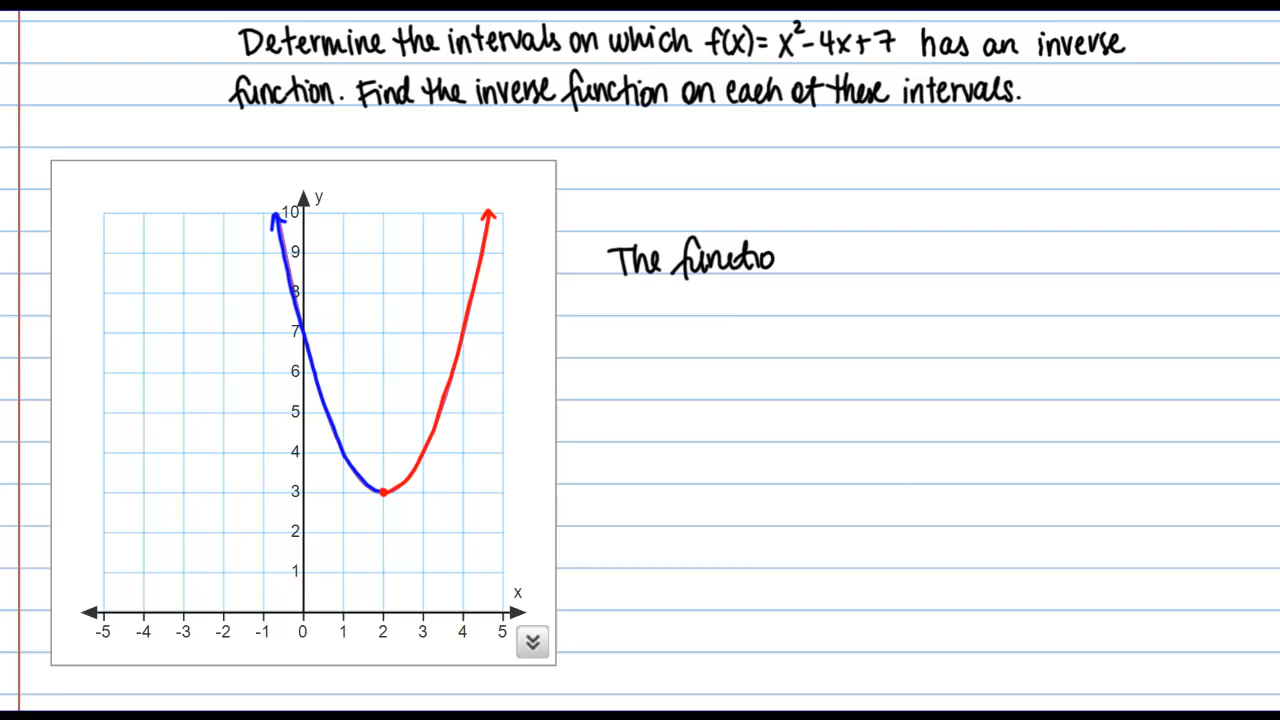 Determine the intervals on which f(x) = x² - 4x + 7 has an inverse
function. Find the inverse function on each of these intervals.
y
10
9
8
7
6
5
4
3
2
1
x
-5 -4 -3 -2 -1 0 1 2 3 4 5
The functio